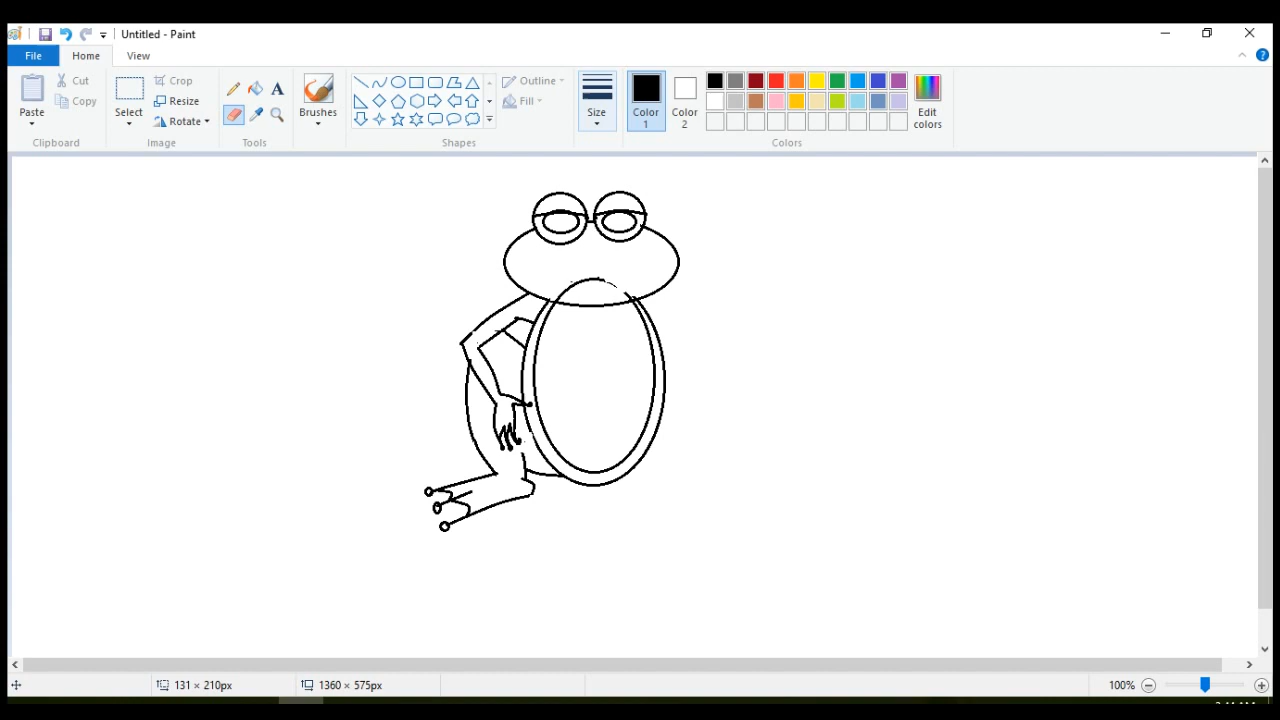 Untitled - Paint
File Home View
Cut
Copy
Paste
Clipboard
Crop
Resize
Rotate
Select
Image
A
Tools
Brushes
Outline
Fill
Shapes
Size
Color 1
Color 2
Edit colors
Colors
131 × 210px
1360 × 575px
100%